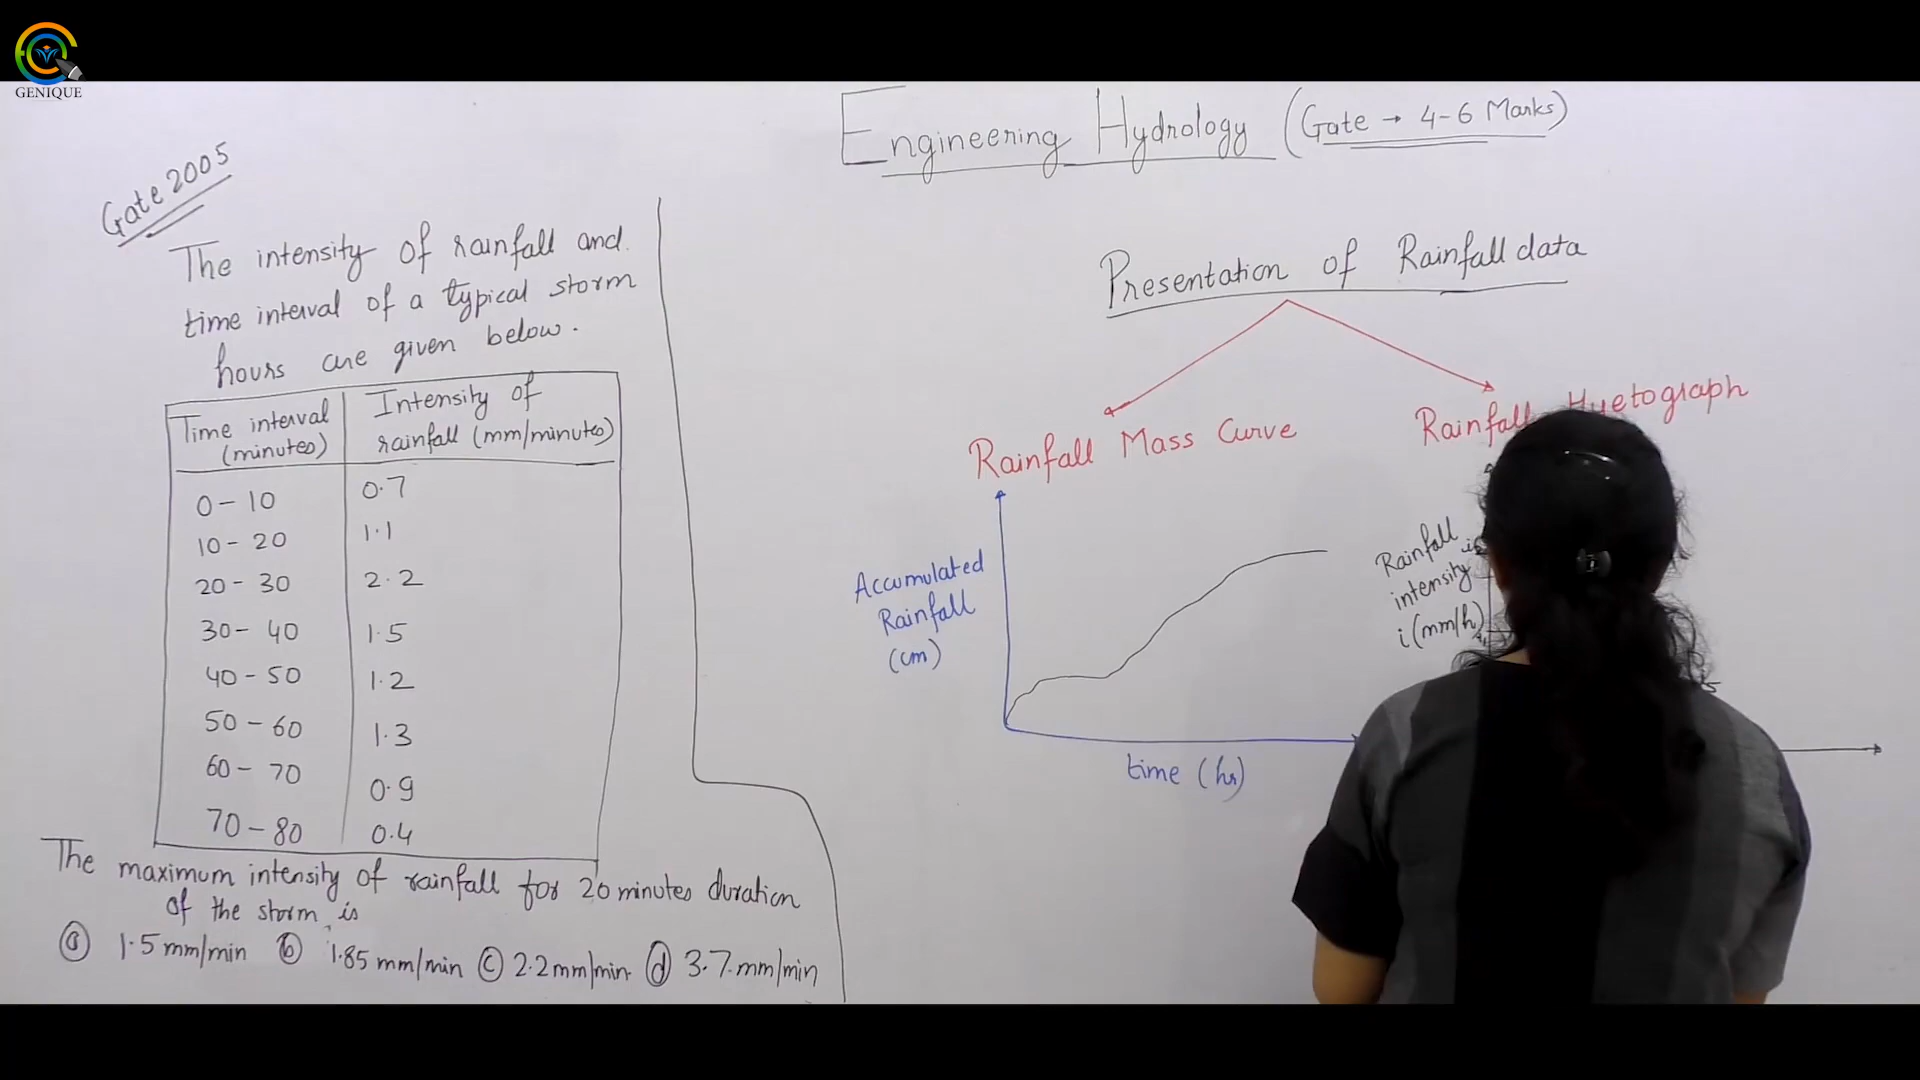 GENIQUE
Engineering Hydrology (Gate → 4-6 Marks)
Gate 2005
The intensity of rainfall and
time interval of a typical storm
hours are given below.
Time interval (minutes) | Intensity of rainfall (mm/minutes)
0 - 10 | 0.7
10 - 20 | 1.1
20 - 30 | 2.2
30 - 40 | 1.5
40 - 50 | 1.2
50 - 60 | 1.3
60 - 70 | 0.9
70 - 80 | 0.4
The maximum intensity of rainfall for 20 minutes duration
of the storm is
ⓐ 1.5 mm/min ⓑ 1.85 mm/min ⓒ 2.2 mm/min ⓓ 3.7 mm/min
Presentation of Rainfall data
Rainfall Mass Curve
Accumulated
Rainfall
(cm)
time (hr)
Rainfall Hyetograph
Rainfall
intensity
i (mm/h)